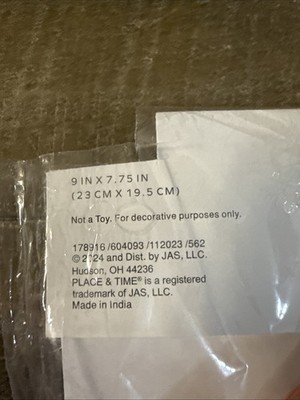 9 IN X 7.75 IN
(23 CM X 19.5 CM)
Not a Toy. For decorative purposes only.
178916 /604093 /112023 /562
© 2024 and Dist. by JAS, LLC.
Hudson, OH 44236
PLACE & TIME® is a registered
trademark of JAS, LLC.
Made in India